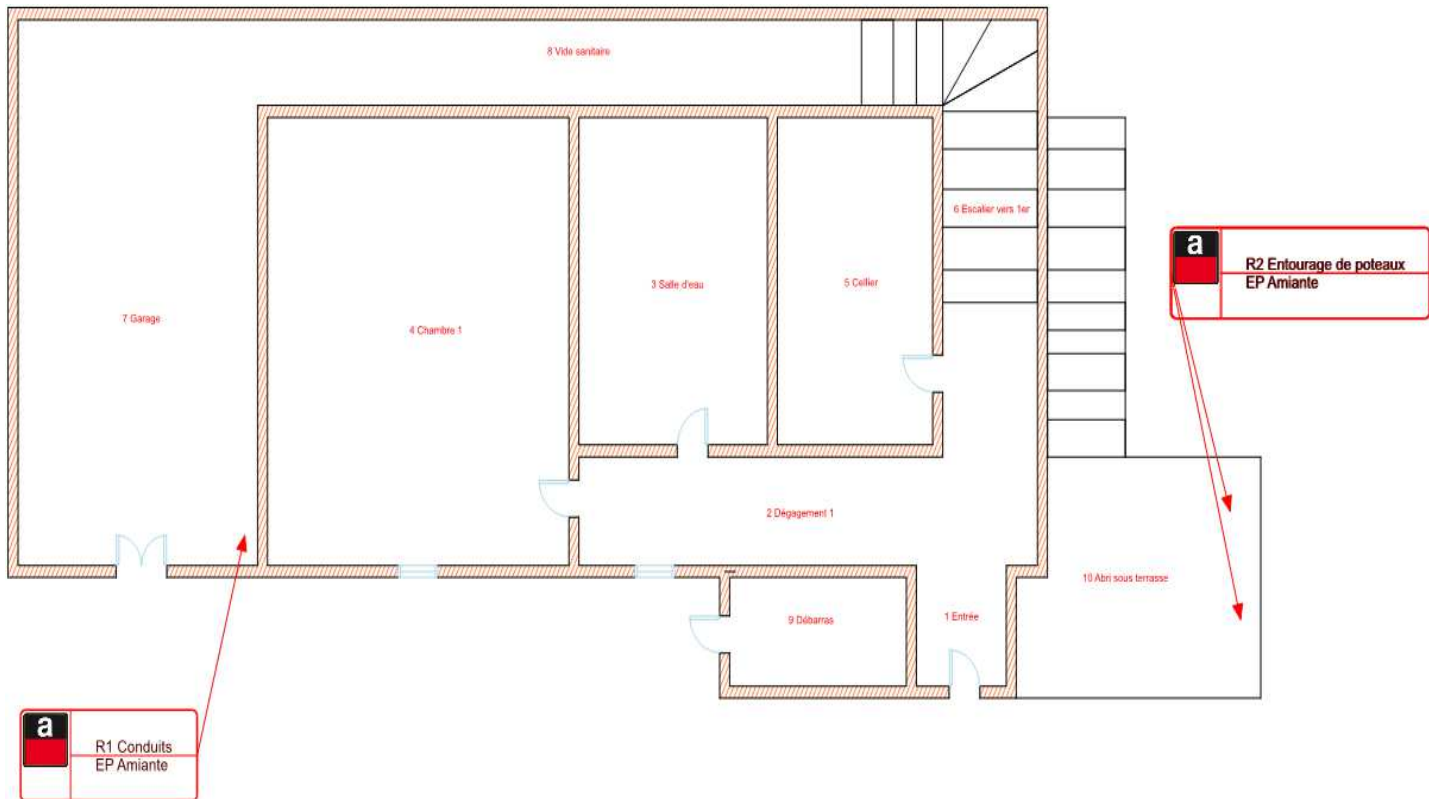 8 Vide sanitaire
6 Escalier vers 1er
a
R2 Entourage de poteaux
EP Amiante
3 Salle d'eau
5 Cellier
7 Garage
4 Chambre 1
2 Dégagement 1
10 Abri sous terrasse
9 Débarras
1 Entrée
a
R1 Conduits
EP Amiante